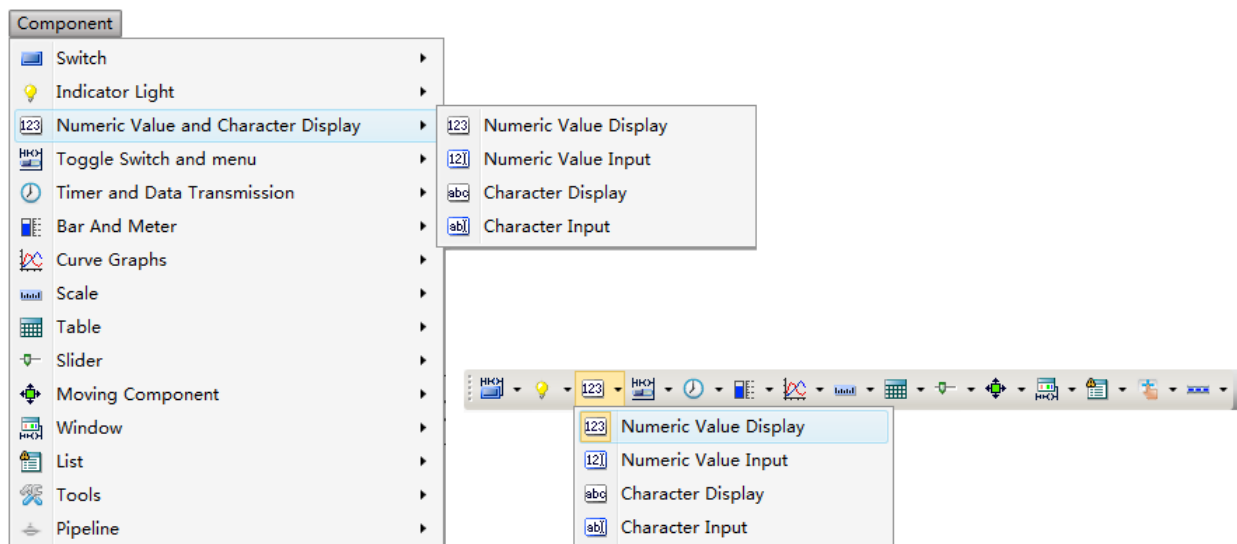 Component
Switch
Indicator Light
Numeric Value and Character Display
Toggle Switch and menu
Timer and Data Transmission
Bar And Meter
Curve Graphs
Scale
Table
Slider
Moving Component
Window
List
Tools
Pipeline
Numeric Value Display
Numeric Value Input
Character Display
Character Input
Numeric Value Display
Numeric Value Input
Character Display
Character Input